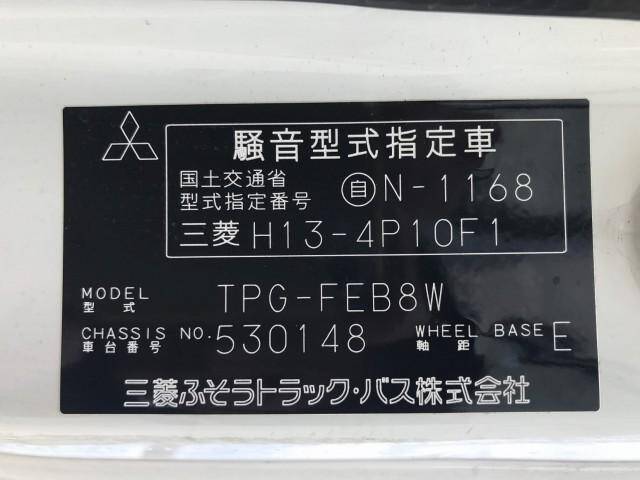 騒音型式指定車
国土交通省
型式指定番号 自N-1168
三菱 H13-4P10F1
MODEL
型式 TPG-FEB8W
CHASSIS NO. 530148 WHEEL BASE E
車台番号 軸距
三菱ふそうトラック・バス株式会社